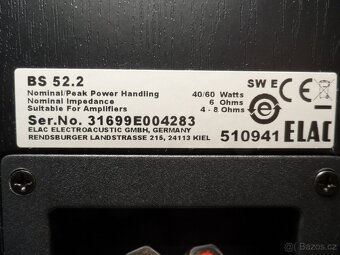 BS 52.2
Nominal/Peak Power Handling 40/60 Watts
Nominal Impedance 6 Ohms
Suitable For Amplifiers 4 - 8 Ohms
Ser.No. 31699E004283
ELAC ELECTROACUSTIC GMBH, GERMANY
RENDSBURGER LANDSTRASSE 215, 24113 KIEL
SW E
CE
510941 ELAC
Bazos.cz